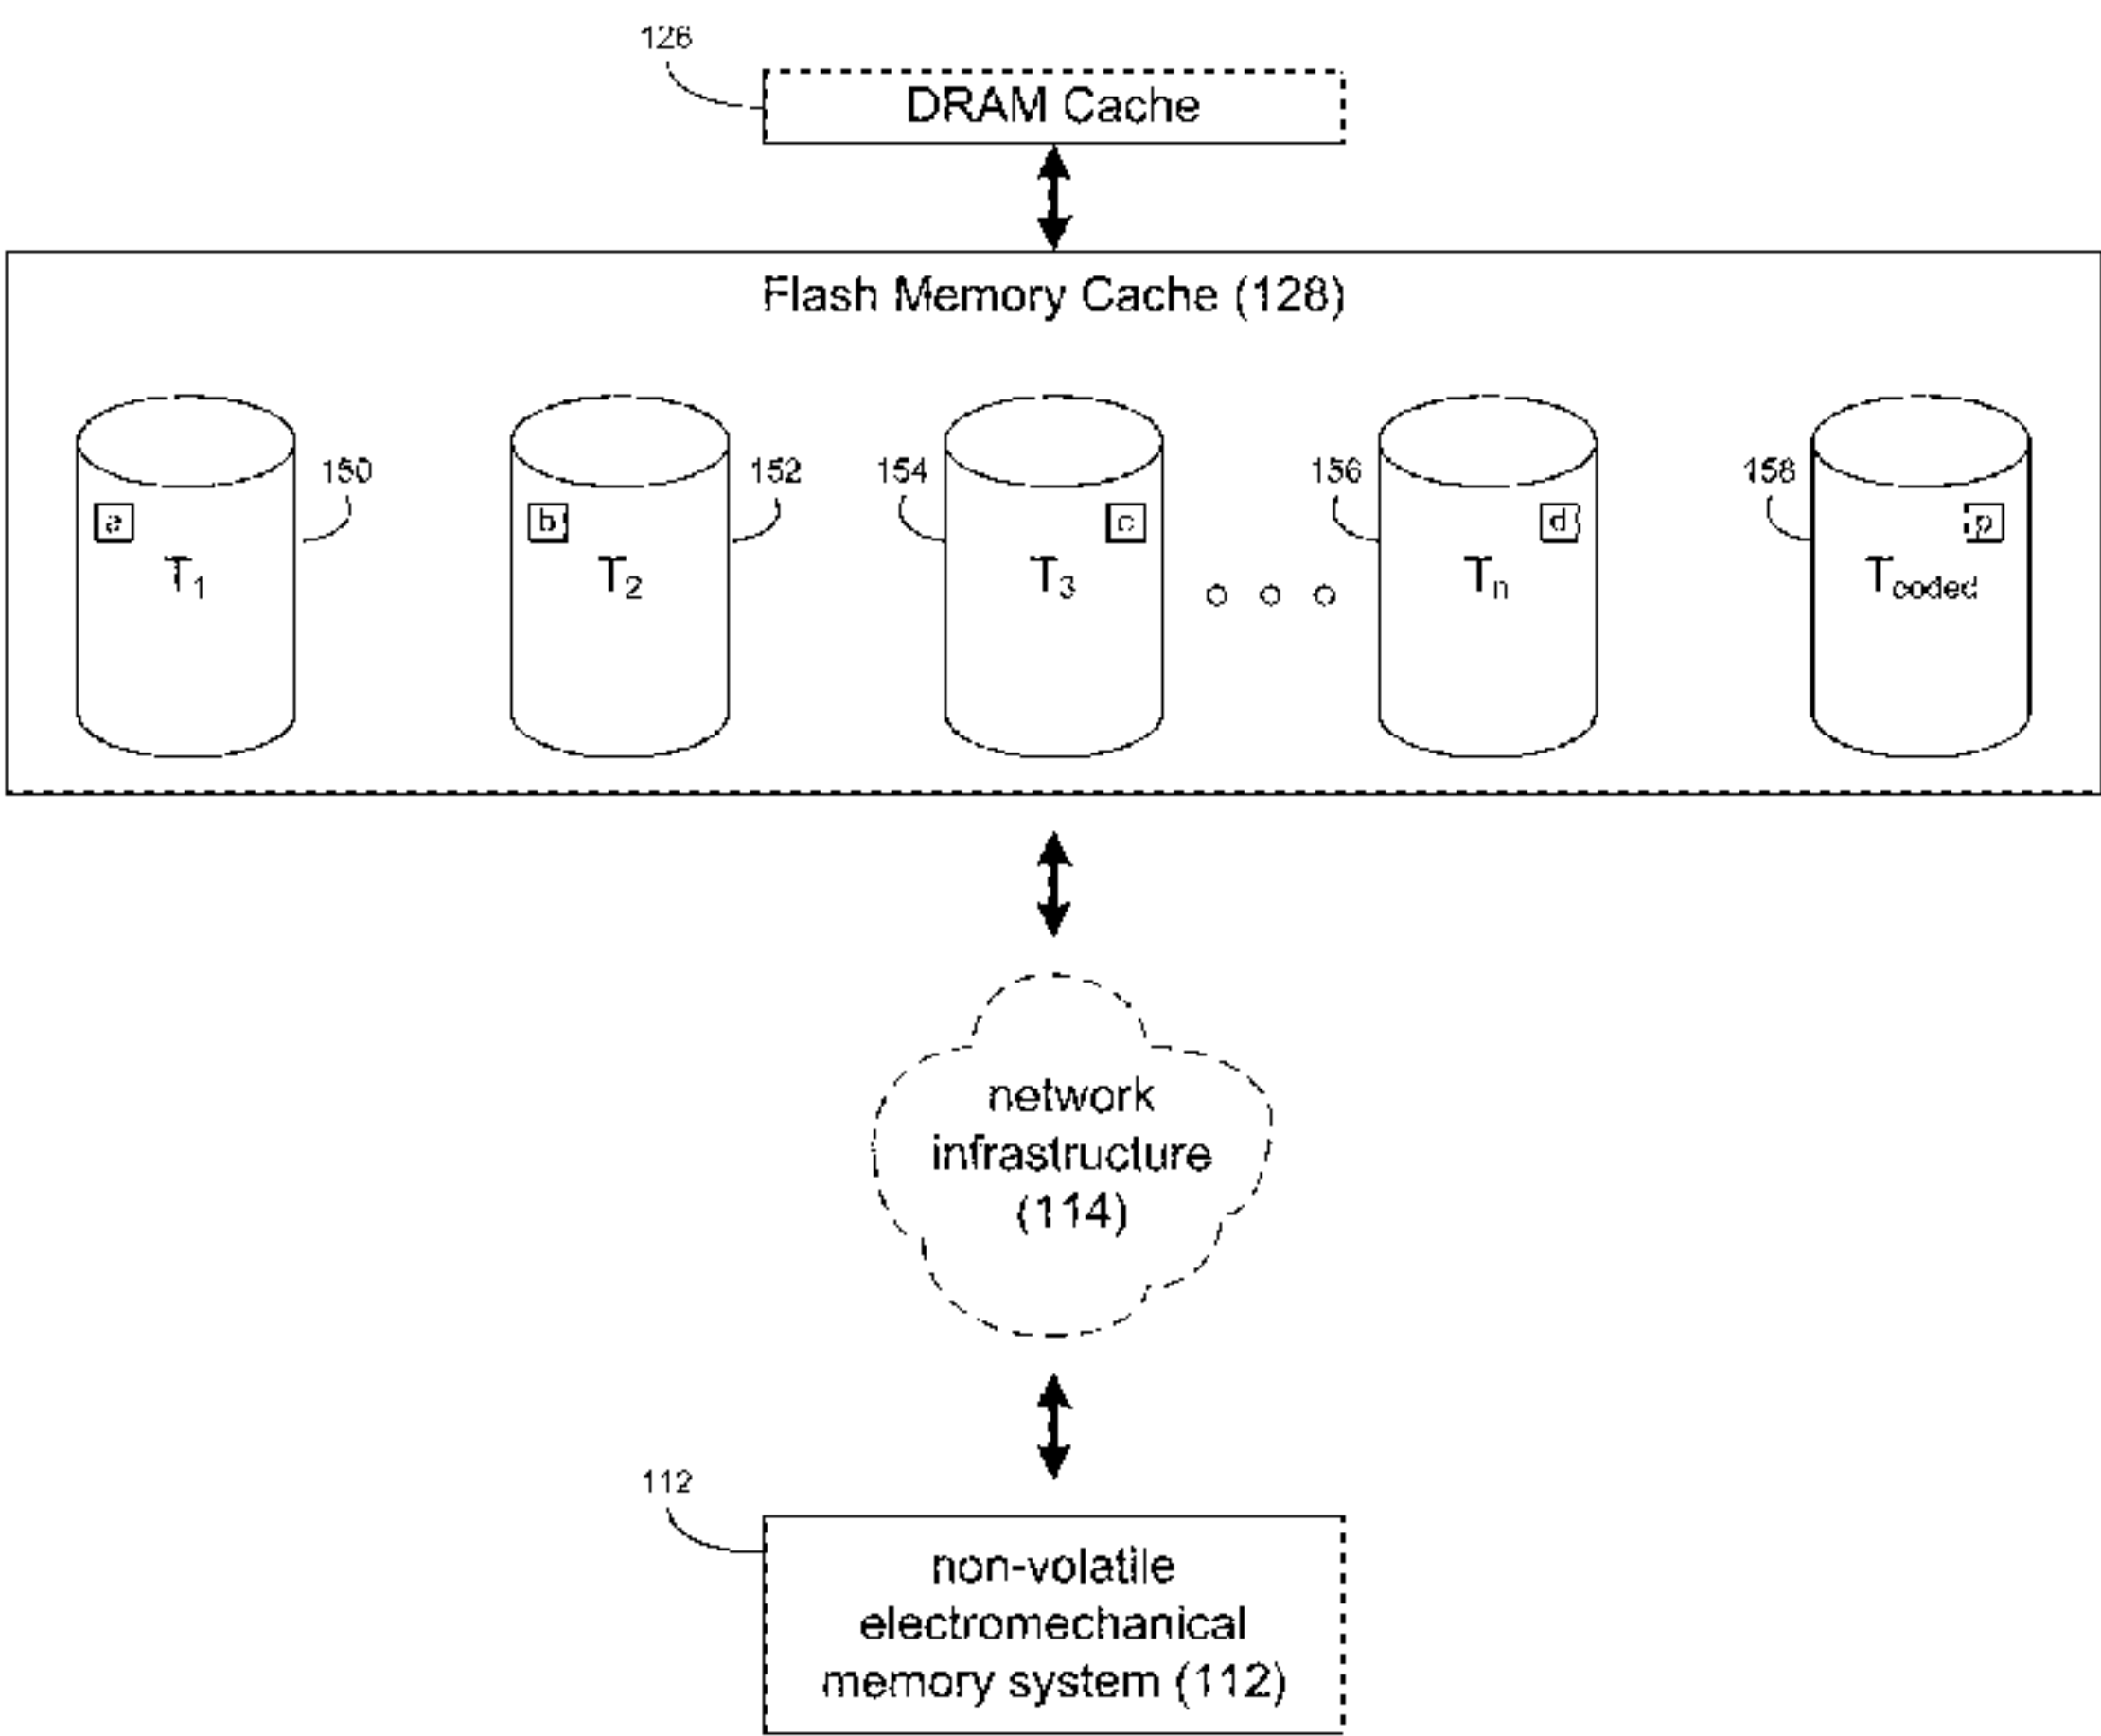 126
DRAM Cache
Flash Memory Cache (128)
150
152
154
156
158
a
b
c
d
p
T1
T2
T3
Tn
Tcoded
network
infrastructure
(114)
112
non-volatile
electromechanical
memory system (112)